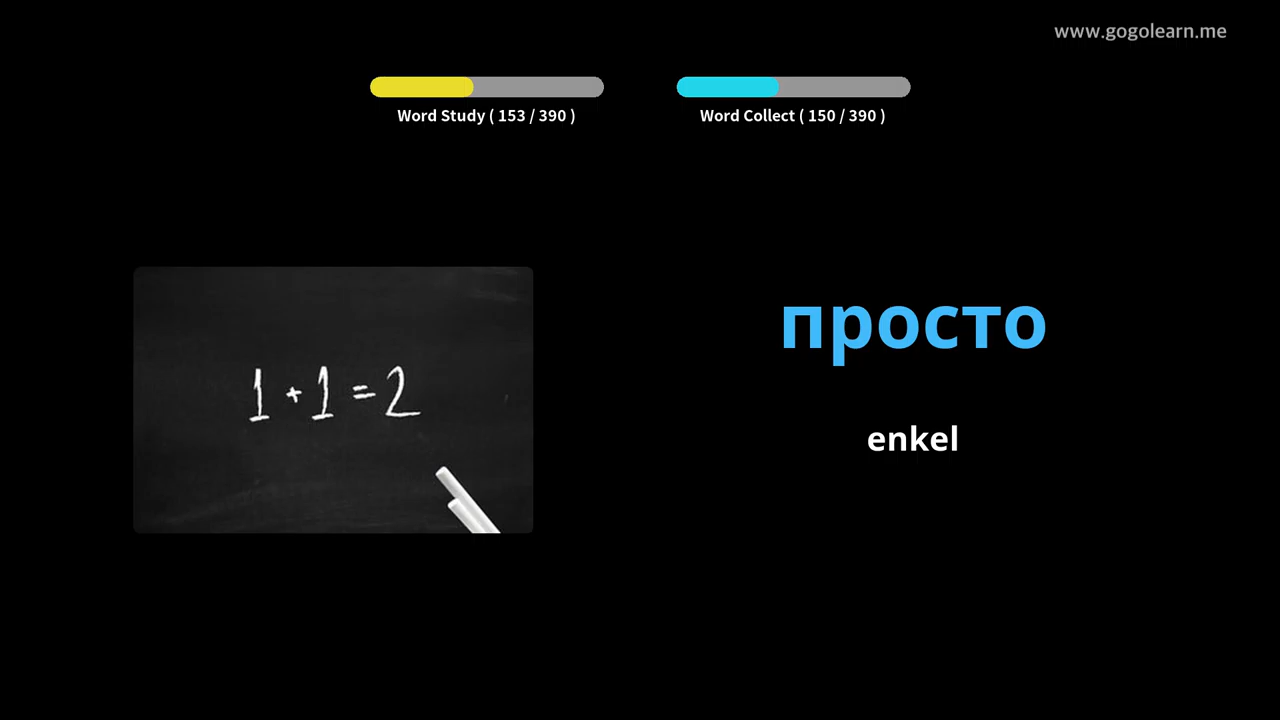 www.gogolearn.me
Word Study ( 153 / 390 )
Word Collect ( 150 / 390 )
1 + 1 = 2
просто
enkel